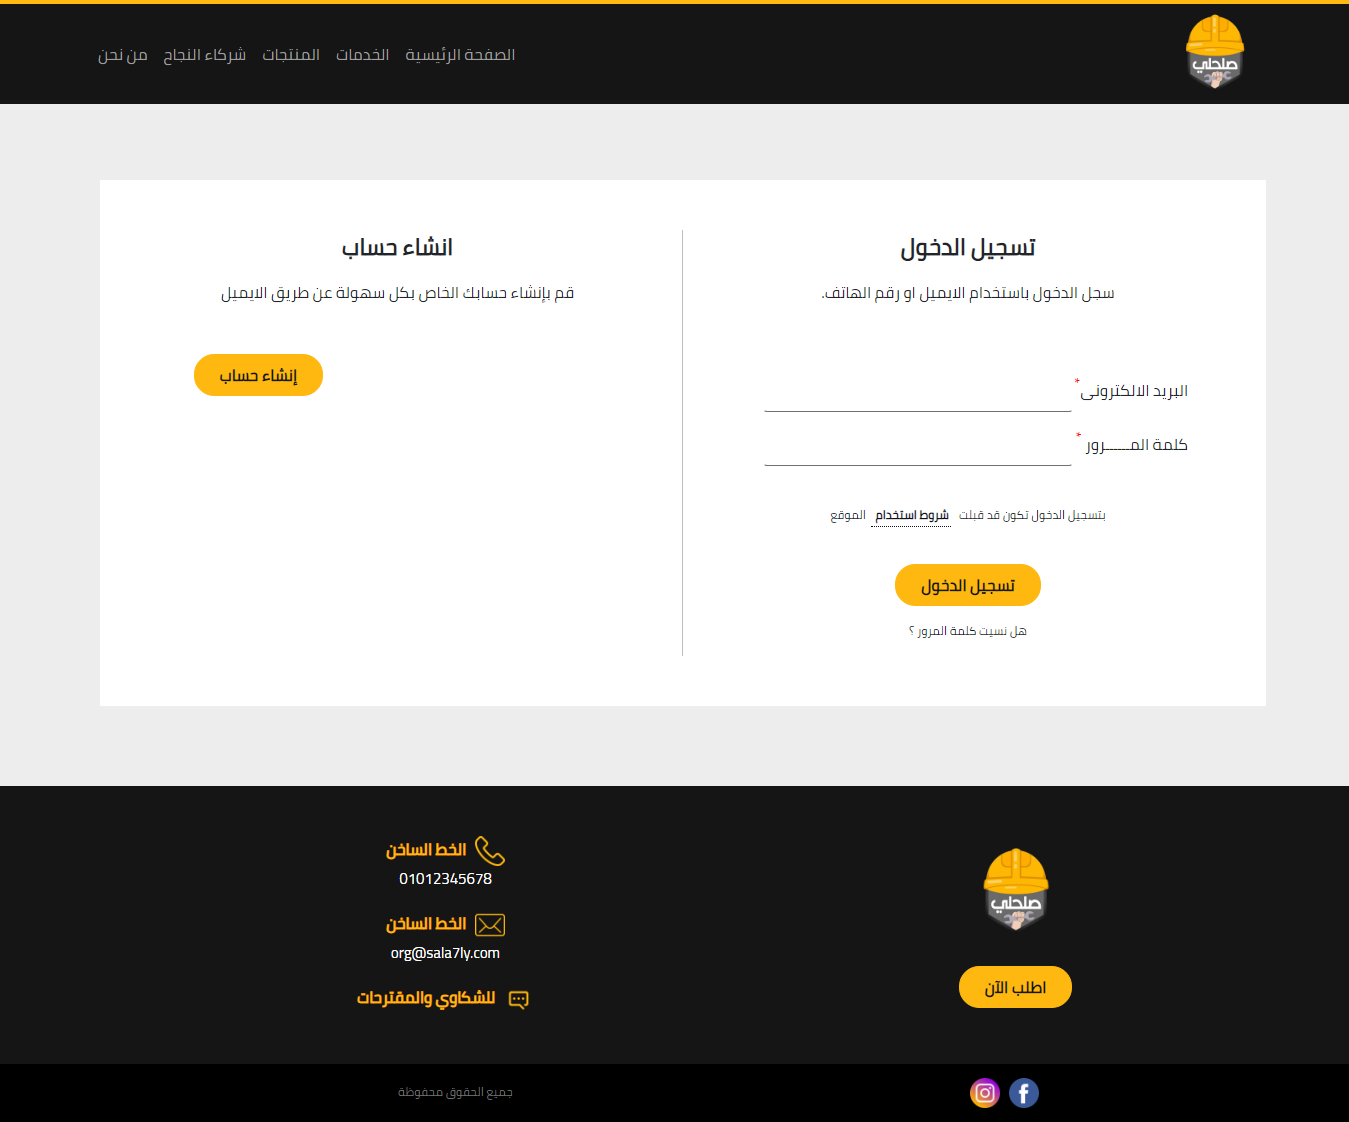 صلحلي
الصفحة الرئيسية
الخدمات
المنتجات
شركاء النجاح
من نحن
تسجيل الدخول
سجل الدخول باستخدام الايميل او رقم الهاتف.
البريد الالكترونى*
كلمة المــــــرور *
بتسجيل الدخول تكون قد قبلت شروط استخدام الموقع
تسجيل الدخول
هل نسيت كلمة المرور ؟
انشاء حساب
قم بإنشاء حسابك الخاص بكل سهولة عن طريق الايميل
إنشاء حساب
صلحلي
اطلب الآن
الخط الساخن
01012345678
الخط الساخن
org@sala7ly.com
للشكاوي والمقترحات
جميع الحقوق محفوظة